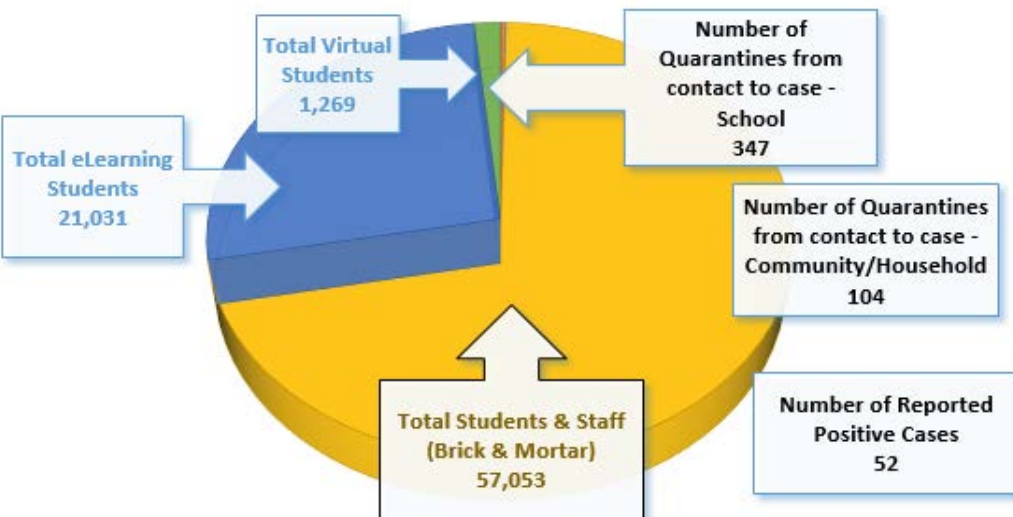 Total Virtual
Students
1,269
Number of
Quarantines from
contact to case -
School
347
Total eLearning
Students
21,031
Number of Quarantines
from contact to case -
Community/Household
104
Total Students & Staff
(Brick & Mortar)
57,053
Number of Reported
Positive Cases
52